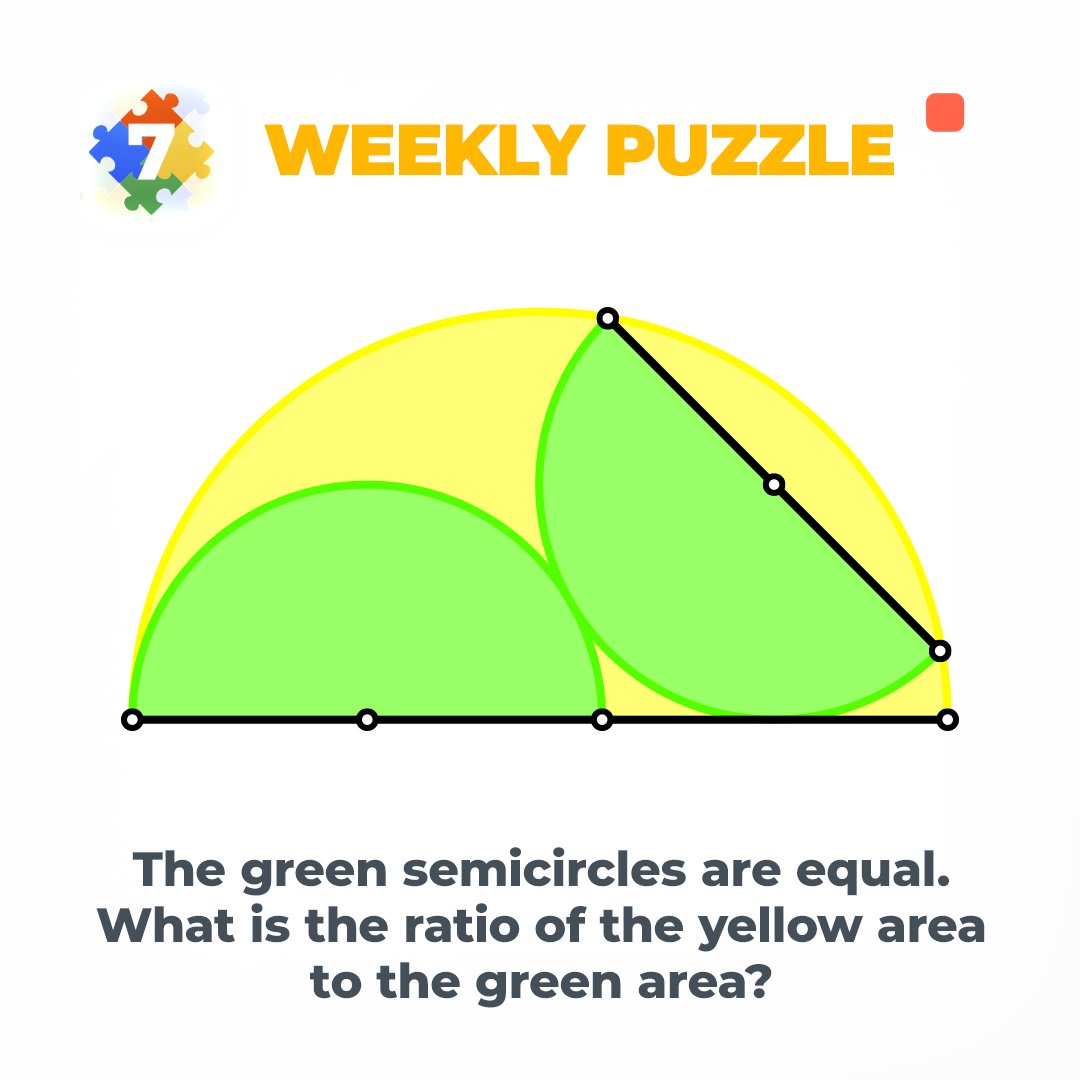 7
WEEKLY PUZZLE
The green semicircles are equal.
What is the ratio of the yellow area
to the green area?